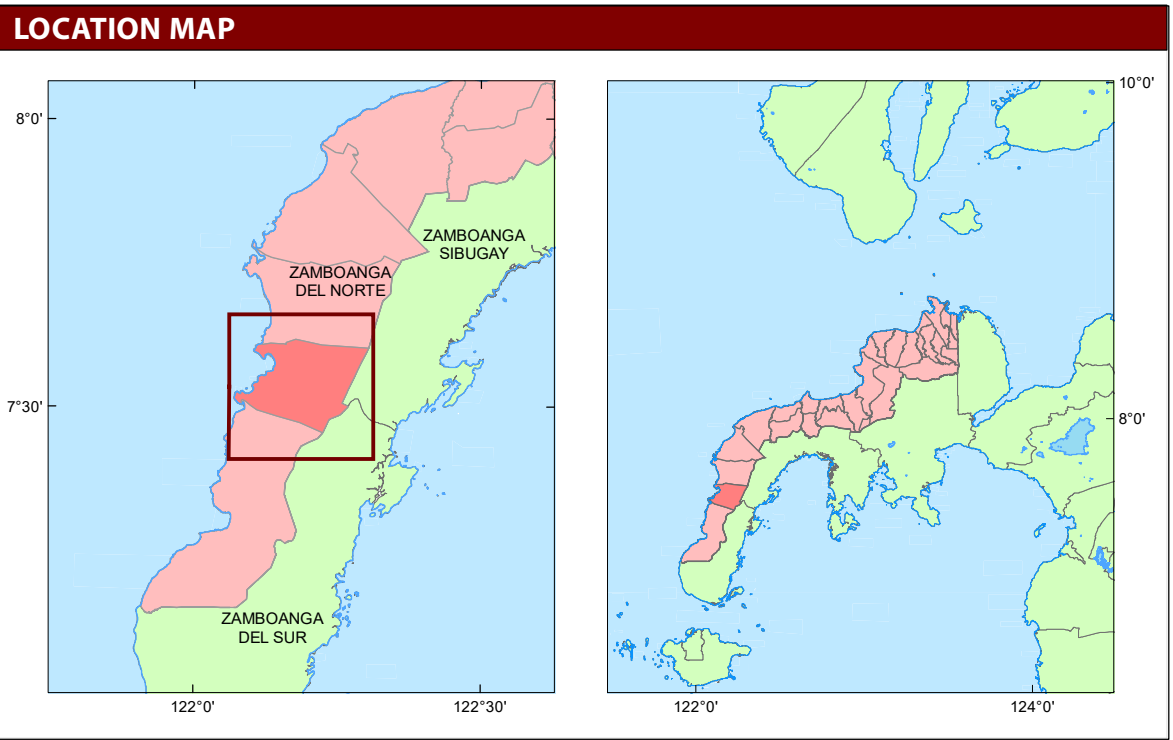 LOCATION MAP
8°0'
ZAMBOANGA
SIBUGAY
ZAMBOANGA
DEL NORTE
7°30'
ZAMBOANGA
DEL SUR
122°0'
122°30'
10°0'
8°0'
122°0'
124°0'